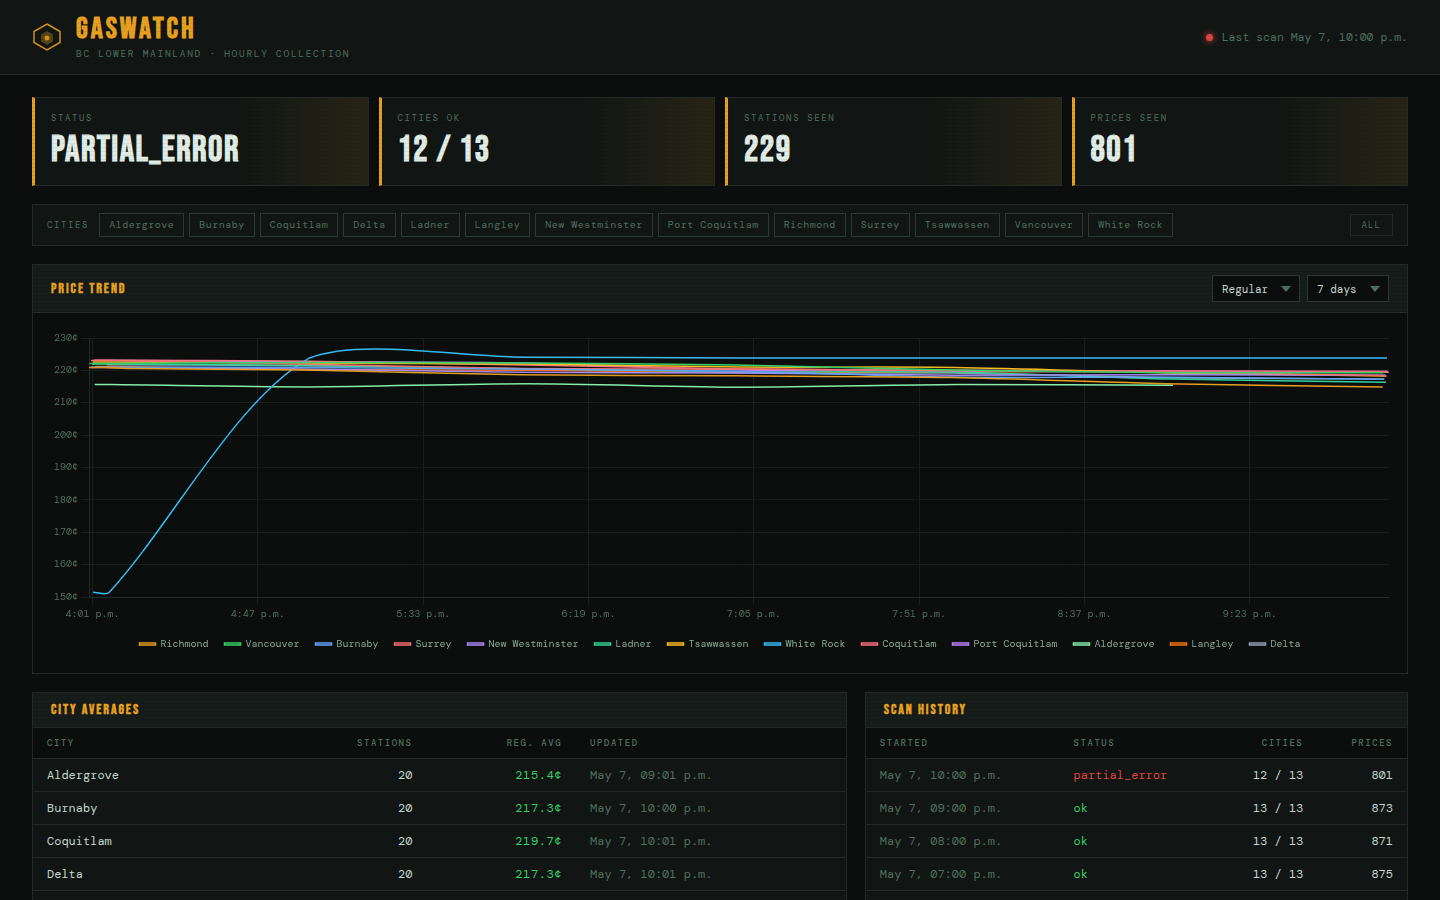 GASWATCH
BC LOWER MAINLAND · HOURLY COLLECTION
Last scan May 7, 10:00 p.m.
STATUS
PARTIAL_ERROR
CITIES OK
12 / 13
STATIONS SEEN
229
PRICES SEEN
801
CITIES Aldergrove Burnaby Coquitlam Delta Ladner Langley New Westminster Port Coquitlam Richmond Surrey Tsawwassen Vancouver White Rock ALL
PRICE TREND Regular 7 days
230¢
220¢
210¢
200¢
190¢
180¢
170¢
160¢
150¢
4:01 p.m. 4:47 p.m. 5:33 p.m. 6:19 p.m. 7:05 p.m. 7:51 p.m. 8:37 p.m. 9:23 p.m.
Richmond Vancouver Burnaby Surrey New Westminster Ladner Tsawwassen White Rock Coquitlam Port Coquitlam Aldergrove Langley Delta
CITY AVERAGES
CITY STATIONS REG. AVG UPDATED
Aldergrove 20 215.4¢ May 7, 09:01 p.m.
Burnaby 20 217.3¢ May 7, 10:00 p.m.
Coquitlam 20 219.7¢ May 7, 10:01 p.m.
Delta 20 217.3¢ May 7, 10:01 p.m.
SCAN HISTORY
STARTED STATUS CITIES PRICES
May 7, 10:00 p.m. partial_error 12 / 13 801
May 7, 09:00 p.m. ok 13 / 13 873
May 7, 08:00 p.m. ok 13 / 13 871
May 7, 07:00 p.m. ok 13 / 13 875